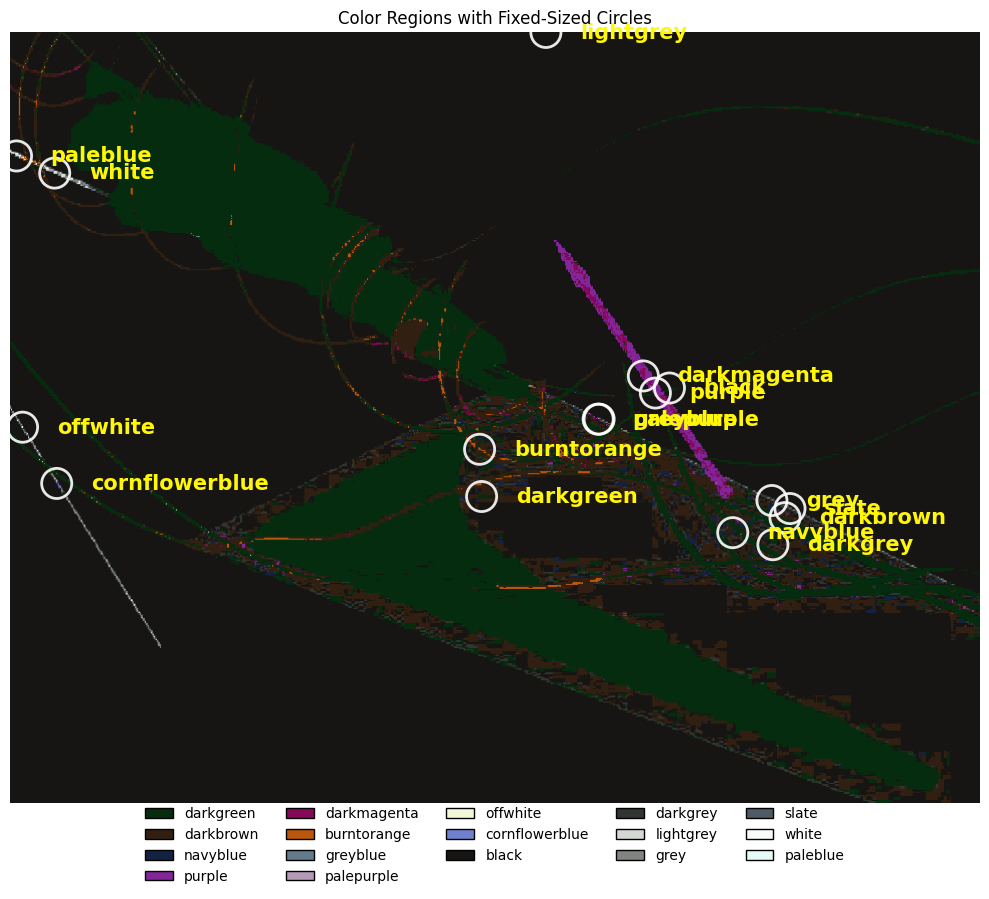 Color Regions with Fixed-Sized Circles
lightgrey
paleblue
white
darkmagenta
black
purple
greyblue
palepurple
offwhite
burntorange
cornflowerblue
darkgreen
grey
slate
darkbrown
navyblue
darkgrey
darkgreen darkmagenta offwhite darkgrey slate
darkbrown burntorange cornflowerblue lightgrey white
navyblue greyblue black grey paleblue
purple palepurple